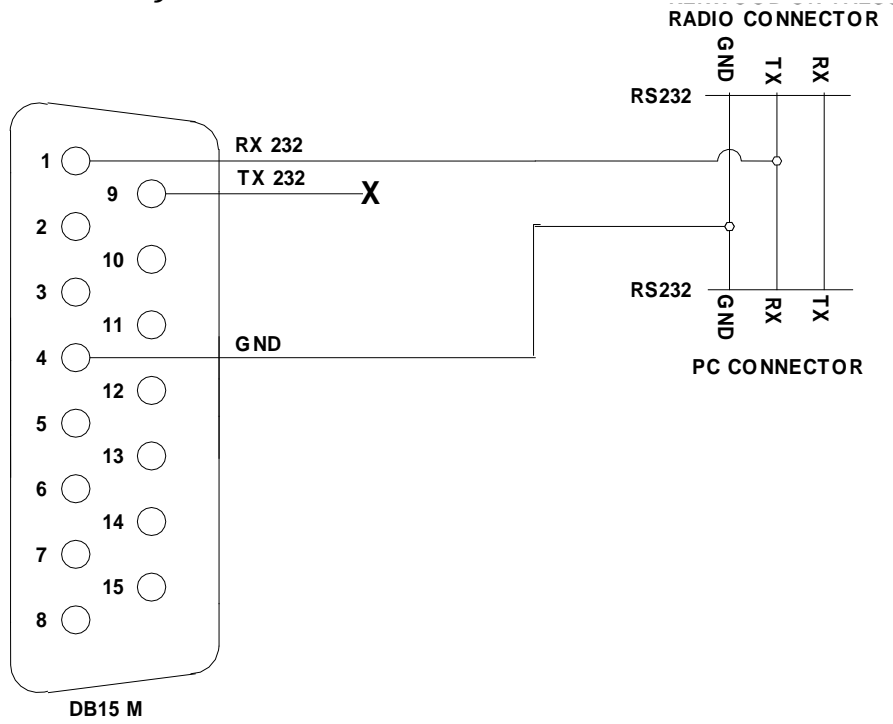 RADIO CONNECTOR
GND
TX
RX
RS232
1
RX 232
9
TX 232
X
2
10
3
RS232
GND
RX
TX
11
4
GND
PC CONNECTOR
12
5
13
6
14
7
15
8
DB15 M